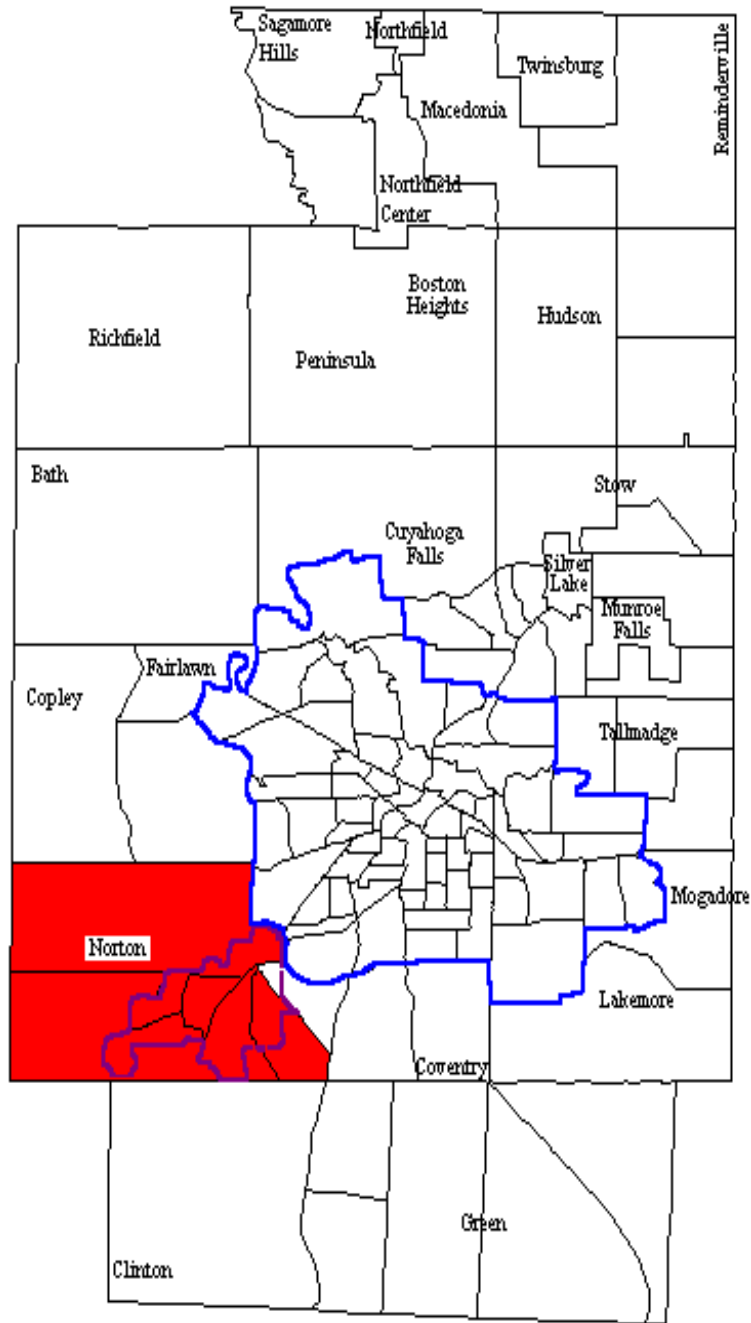 Sagamore
Hills
Northfield
Twinsburg
Reminderville
Macedonia
Northfield
Center
Boston
Heights
Hudson
Richfield
Peninsula
Bath
Stow
Cuyahoga
Falls
Silver
Lake
Munroe
Falls
Fairlawn
Copley
Tallmadge
Mogadore
Norton
Lakemore
Coventry
Green
Clinton